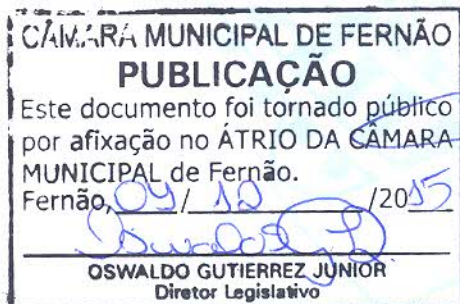 CÂMARA MUNICIPAL DE FERNÃO
PUBLICAÇÃO
Este documento foi tornado público
por afixação no ÁTRIO DA CÂMARA
MUNICIPAL de Fernão.
Fernão, 09 / 12 /2015
OSWALDO GUTIERREZ JÚNIOR
Diretor Legislativo